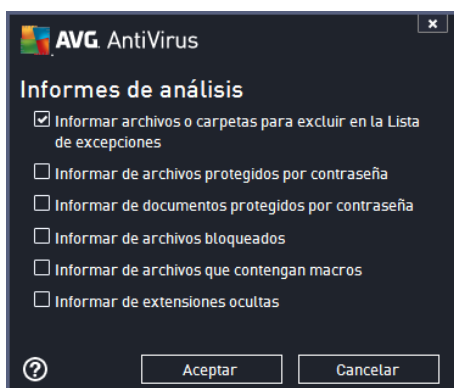 AVG. AntiVirus
Informes de análisis
Informar archivos o carpetas para excluir en la Lista
de excepciones
Informar de archivos protegidos por contraseña
Informar de documentos protegidos por contraseña
Informar de archivos bloqueados
Informar de archivos que contengan macros
Informar de extensiones ocultas
Aceptar
Cancelar